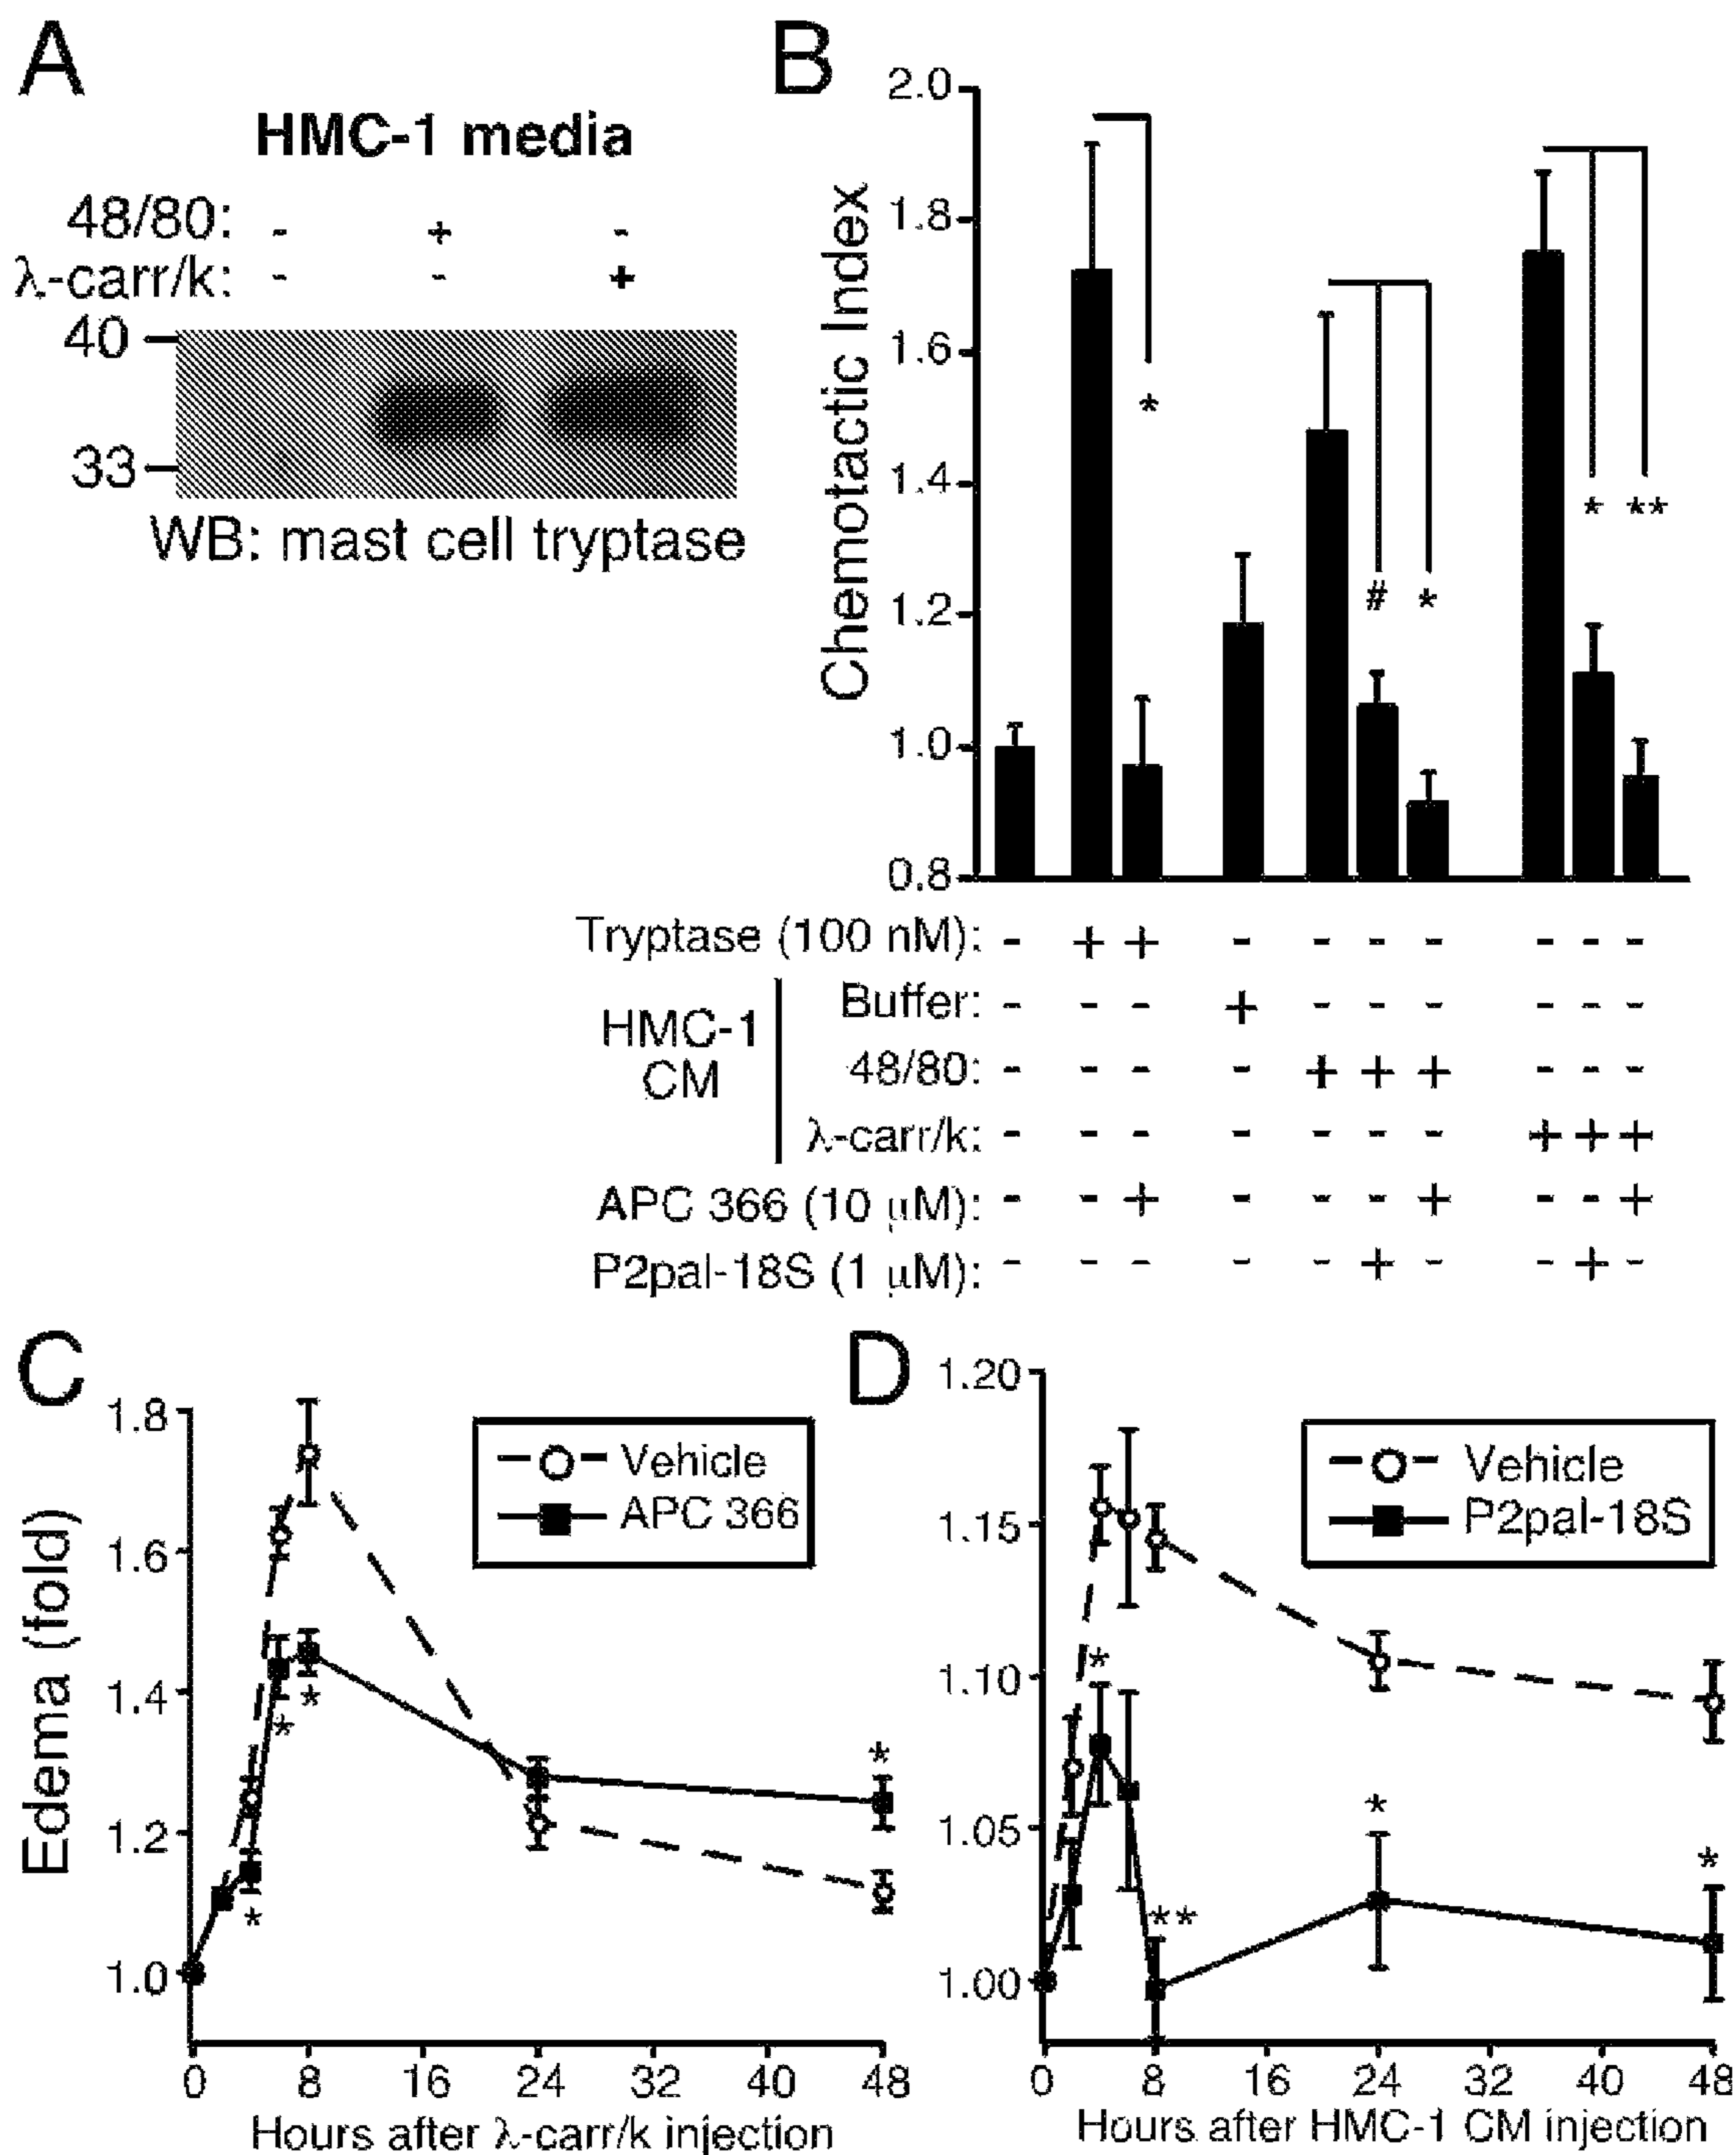 A
HMC-1 media
48/80: - + -
λ-carr/k: - - +
40
33
WB: mast cell tryptase
B
Chemotactic Index
2.0
1.8
1.6
1.4
1.2
1.0
0.8
*
# *
* **
Tryptase (100 nM): - + + - - - - - - -
HMC-1
CM
Buffer: - - - + - - - - - -
48/80: - - - - + + + - - -
λ-carr/k: - - - - - - - + + +
APC 366 (10 µM): - - + - - - + - - +
P2pal-18S (1 µM): - - - - - + - - + -
C
Edema (fold)
1.8
1.6
1.4
1.2
1.0
Vehicle
APC 366
*
*
*
*
0 8 16 24 32 40 48
Hours after λ-carr/k injection
D
1.20
1.15
1.10
1.05
1.00
Vehicle
P2pal-18S
*
**
*
*
0 8 16 24 32 40 48
Hours after HMC-1 CM injection